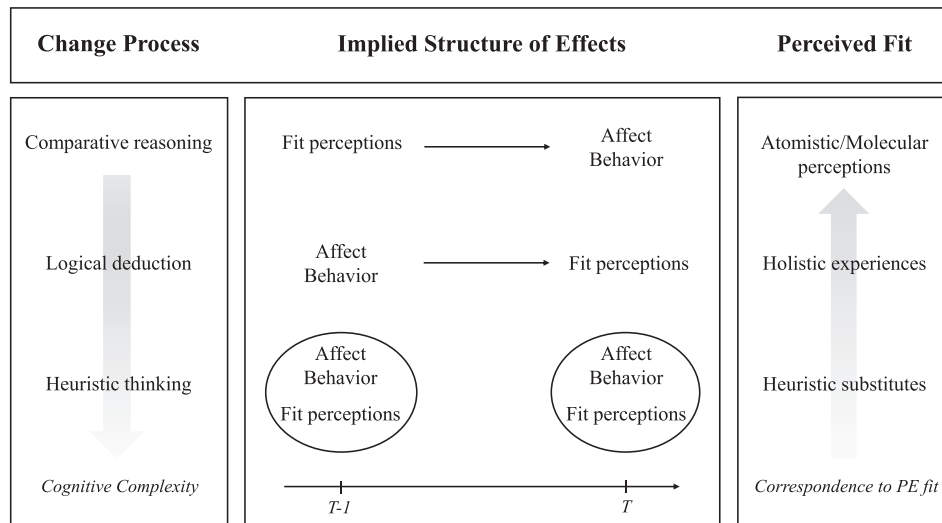 Change Process
Implied Structure of Effects
Perceived Fit
Comparative reasoning
Logical deduction
Heuristic thinking
Cognitive Complexity
Fit perceptions
Affect
Behavior
Affect
Behavior
Fit perceptions
Affect
Behavior
Fit perceptions
Affect
Behavior
Fit perceptions
T-1
T
Atomistic/Molecular
perceptions
Holistic experiences
Heuristic substitutes
Correspondence to PE fit